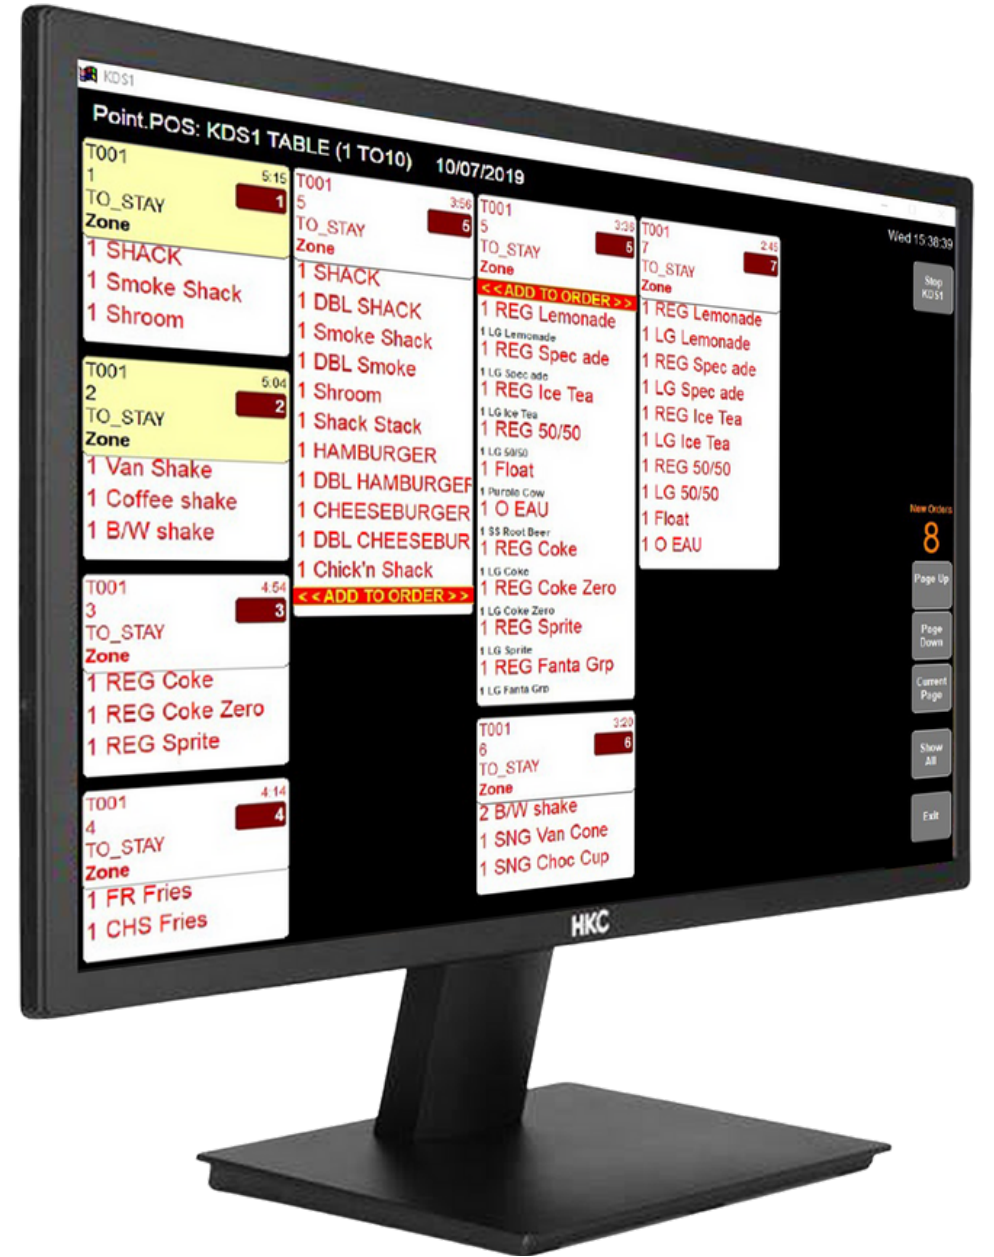 KDS1
Point.POS: KDS1 TABLE (1 TO10) 10/07/2019
Wed 15:38:39
T001
1 5:15
TO_STAY 1
Zone
1 SHACK
1 Smoke Shack
1 Shroom
T001
2 5:04
TO_STAY 2
Zone
1 Van Shake
1 Coffee shake
1 B/W shake
T001
3 4:54
TO_STAY 3
Zone
1 REG Coke
1 REG Coke Zero
1 REG Sprite
T001
4 4:14
TO_STAY 4
Zone
1 FR Fries
1 CHS Fries
T001
5 3:56
TO_STAY 5
Zone
1 SHACK
1 DBL SHACK
1 Smoke Shack
1 DBL Smoke
1 Shroom
1 Shack Stack
1 HAMBURGER
1 DBL HAMBURGER
1 CHEESEBURGER
1 DBL CHEESEBUR
1 Chick'n Shack
<<ADD TO ORDER>>
T001
5 3:35
TO_STAY 5
Zone
<<ADD TO ORDER>>
1 REG Lemonade
1 LG Lemonade
1 REG Spec ade
1 LG Spec ade
1 REG Ice Tea
1 LG Ice Tea
1 REG 50/50
1 LG 50/50
1 Float
1 Purple Cow
1 O EAU
1 SS Root Beer
1 REG Coke
1 LG Coke
1 REG Coke Zero
1 LG Coke Zero
1 REG Sprite
1 LG Sprite
1 REG Fanta Grp
1 LG Fanta Grp
T001
6 3:20
TO_STAY 6
Zone
2 B/W shake
1 SNG Van Cone
1 SNG Choc Cup
T001
7 2:45
TO_STAY 7
Zone
1 REG Lemonade
1 LG Lemonade
1 REG Spec ade
1 LG Spec ade
1 REG Ice Tea
1 LG Ice Tea
1 REG 50/50
1 LG 50/50
1 Float
1 O EAU
Stop
KDS1
New Orders
8
Page Up
Page
Down
Current
Page
Show
All
Exit
HKC